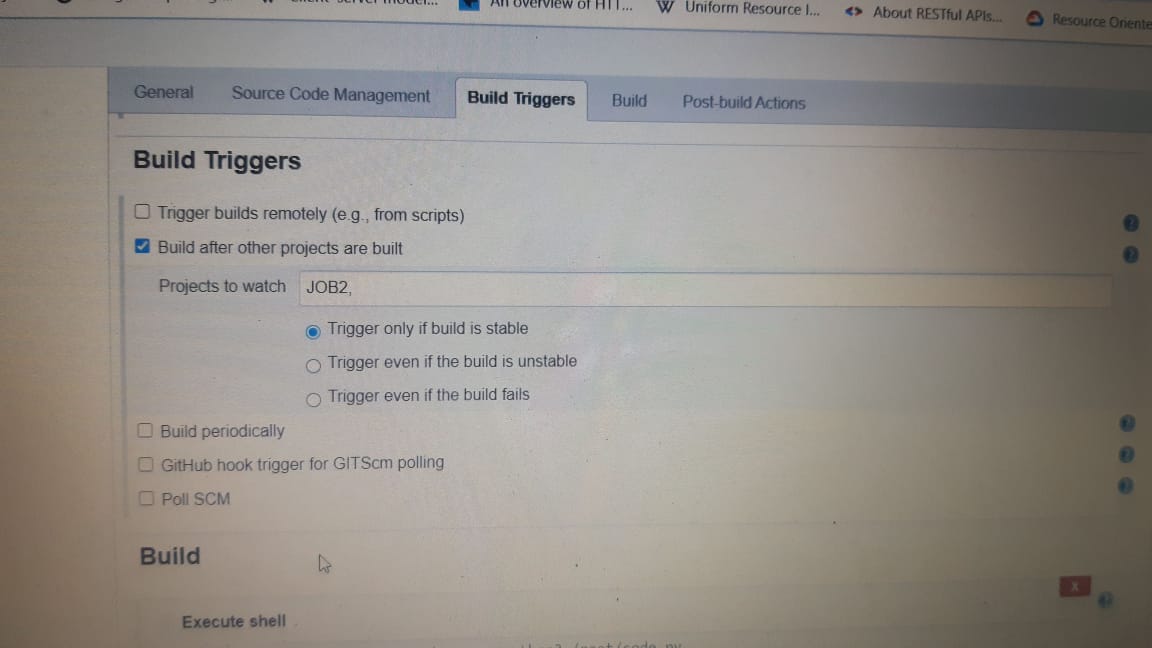 An overview of HTT...
W Uniform Resource I...
<> About RESTful APIs...
Resource Oriente
General
Source Code Management
Build Triggers
Build
Post-build Actions
Build Triggers
Trigger builds remotely (e.g., from scripts)
Build after other projects are built
Projects to watch
JOB2,
Trigger only if build is stable
Trigger even if the build is unstable
Trigger even if the build fails
Build periodically
GitHub hook trigger for GITScm polling
Poll SCM
Build
X
Execute shell